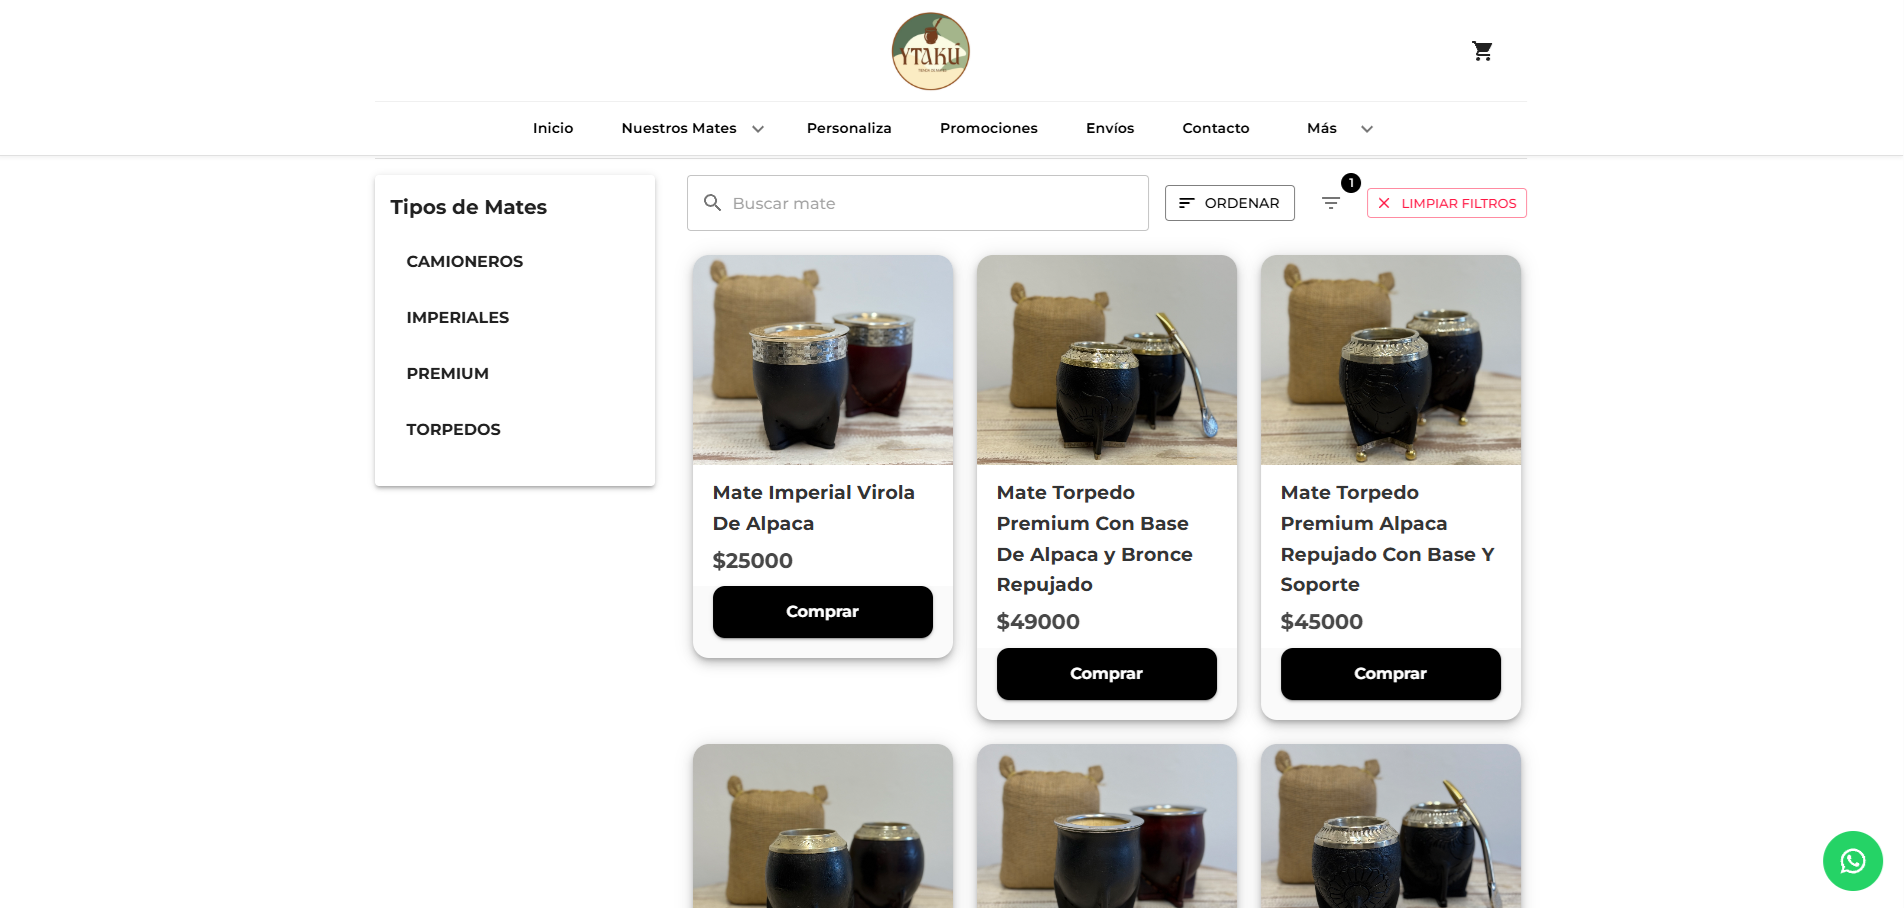 YTAKÚ
Inicio
Nuestros Mates
Personaliza
Promociones
Envíos
Contacto
Más
Tipos de Mates
CAMIONEROS
IMPERIALES
PREMIUM
TORPEDOS
Buscar mate
ORDENAR
1
LIMPIAR FILTROS
Mate Imperial Virola
De Alpaca
$25000
Comprar
Mate Torpedo
Premium Con Base
De Alpaca y Bronce
Repujado
$49000
Comprar
Mate Torpedo
Premium Alpaca
Repujado Con Base Y
Soporte
$45000
Comprar